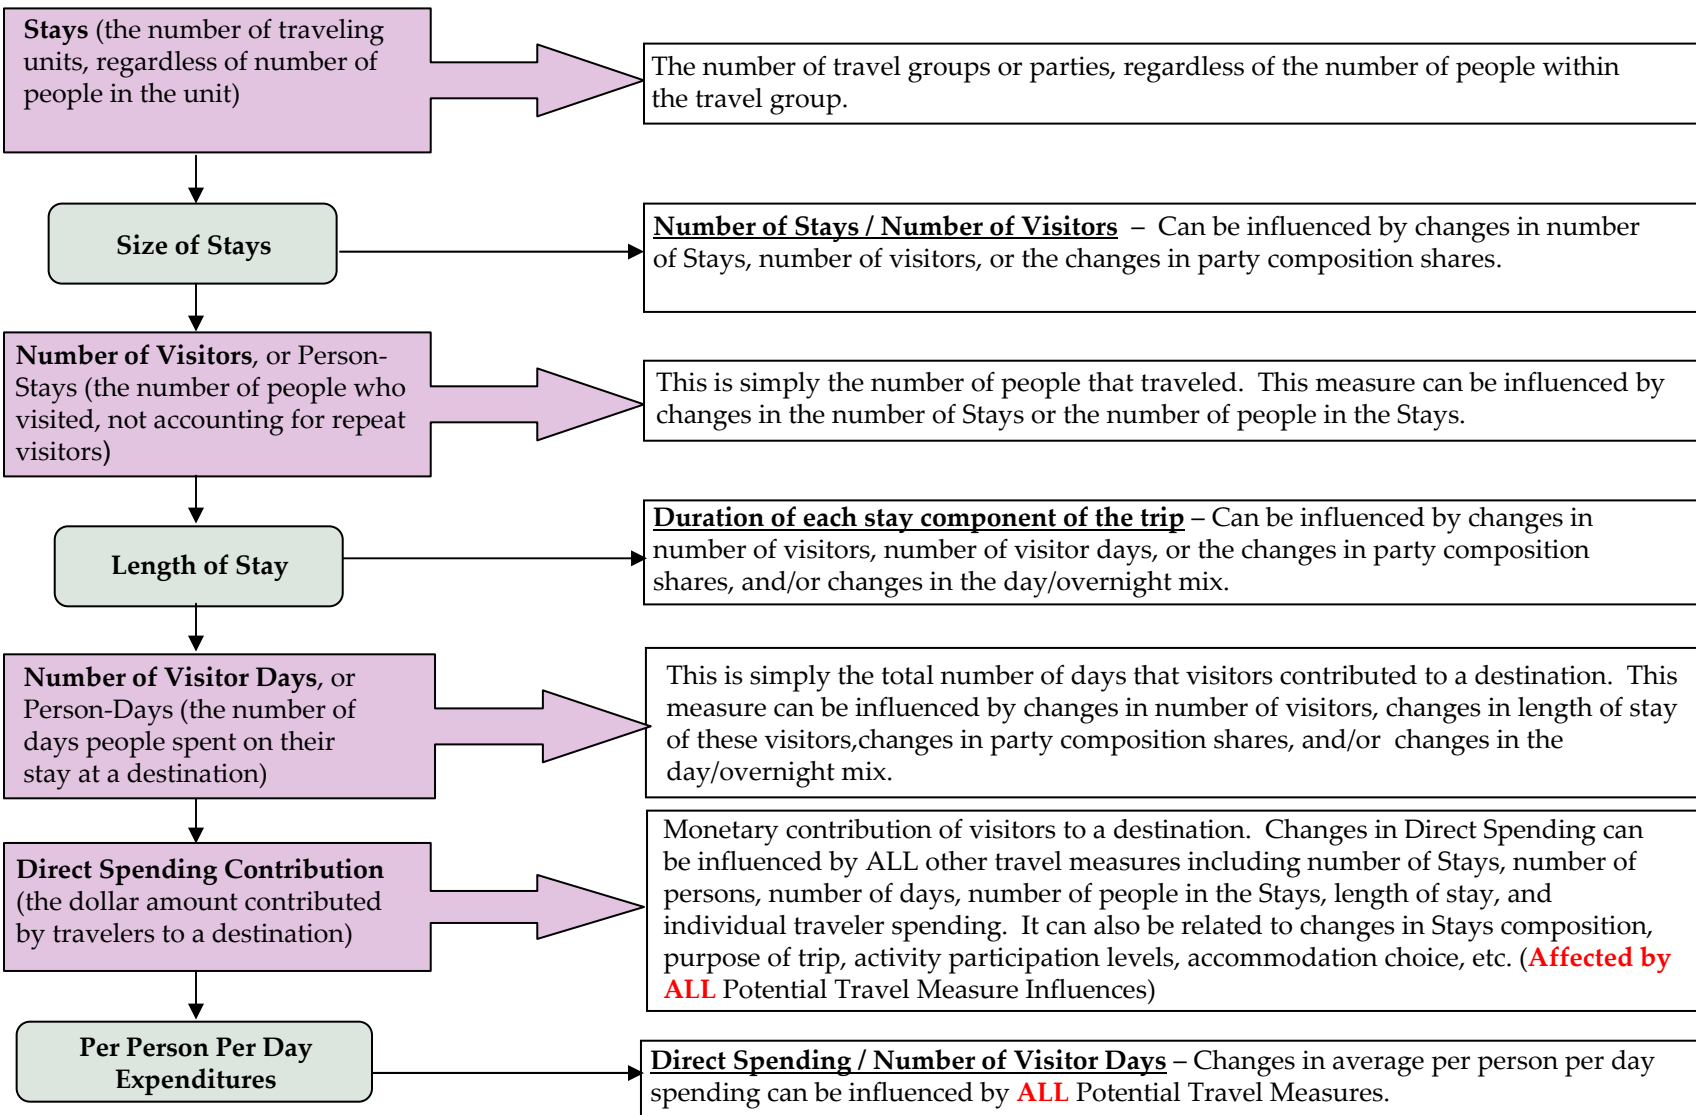 Stays (the number of traveling
units, regardless of number of
people in the unit)
The number of travel groups or parties, regardless of the number of people within
the travel group.
Size of Stays
Number of Stays / Number of Visitors – Can be influenced by changes in number
of Stays, number of visitors, or the changes in party composition shares.
Number of Visitors, or Person-
Stays (the number of people who
visited, not accounting for repeat
visitors)
This is simply the number of people that traveled. This measure can be influenced by
changes in the number of Stays or the number of people in the Stays.
Length of Stay
Duration of each stay component of the trip – Can be influenced by changes in
number of visitors, number of visitor days, or the changes in party composition
shares, and/or changes in the day/overnight mix.
Number of Visitor Days, or
Person-Days (the number of
days people spent on their
stay at a destination)
This is simply the total number of days that visitors contributed to a destination. This
measure can be influenced by changes in number of visitors, changes in length of stay
of these visitors,changes in party composition shares, and/or changes in the
day/overnight mix.
Direct Spending Contribution
(the dollar amount contributed
by travelers to a destination)
Monetary contribution of visitors to a destination. Changes in Direct Spending can
be influenced by ALL other travel measures including number of Stays, number of
persons, number of days, number of people in the Stays, length of stay, and
individual traveler spending. It can also be related to changes in Stays composition,
purpose of trip, activity participation levels, accommodation choice, etc. (Affected by
ALL Potential Travel Measure Influences)
Per Person Per Day
Expenditures
Direct Spending / Number of Visitor Days – Changes in average per person per day
spending can be influenced by ALL Potential Travel Measures.